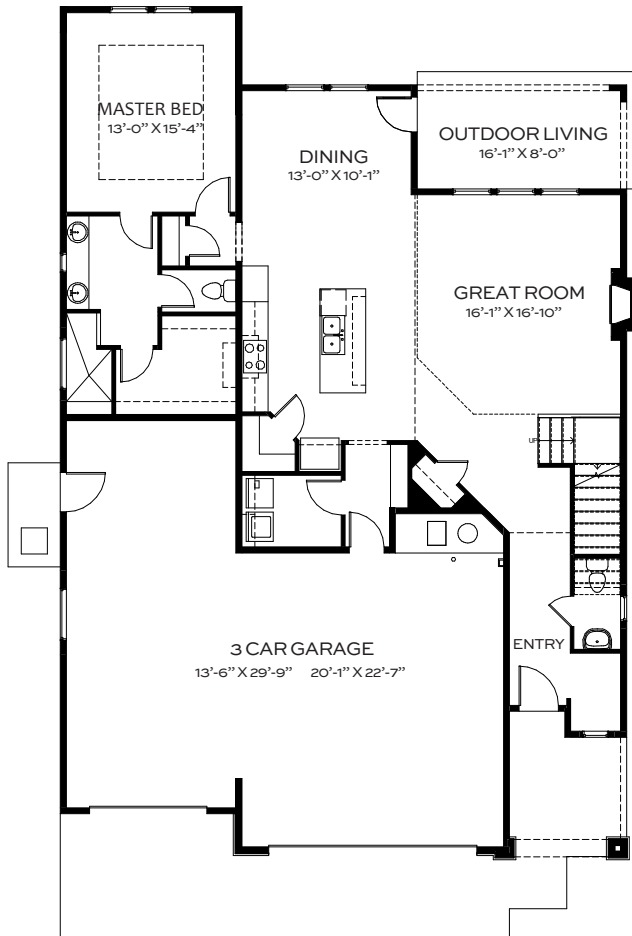 MASTER BED
13’-0” X 15’-4”
OUTDOOR LIVING
16’-1” X 8’-0”
DINING
13’-0” X 10’-1”
GREAT ROOM
16’-1” X 16’-10”
UP
3 CAR GARAGE
13’-6” X 29’-9” 20’-1” X 22’-7”
ENTRY